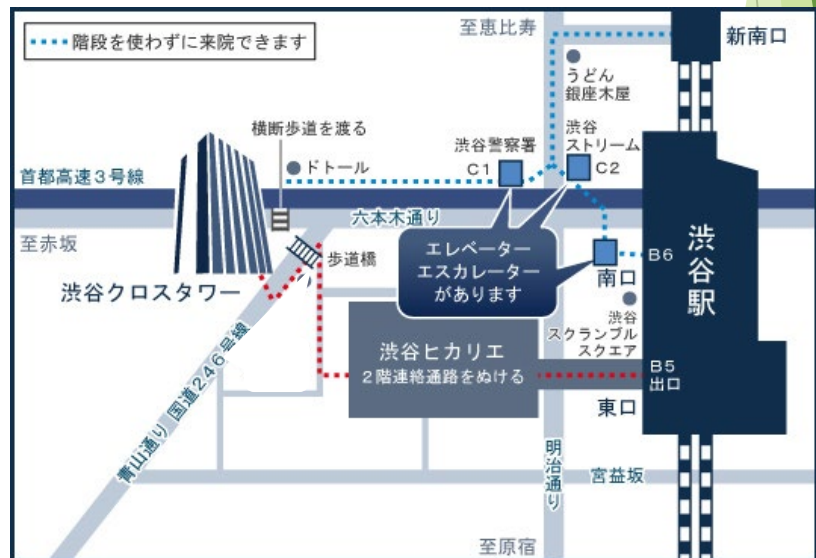 階段を使わずに来院できます
至恵比寿
新南口
うどん
銀座木屋
横断歩道を渡る
渋谷警察署
C1
渋谷
ストリーム
C2
ドトール
首都高速3号線
六本木通り
至赤坂
歩道橋
エレベーター
エスカレーター
があります
B6
南口
渋谷駅
渋谷クロスタワー
渋谷
スクランブル
スクエア
渋谷ヒカリエ
2階連絡通路をぬける
B5
出口
東口
青山通り 国道246号線
明治通り
宮益坂
至原宿